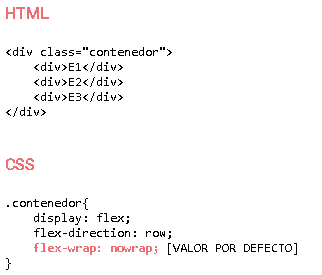 HTML
<div class="contenedor">
    <div>E1</div>
    <div>E2</div>
    <div>E3</div>
</div>
CSS
.contenedor{
    display: flex;
    flex-direction: row;
    flex-wrap: nowrap; [VALOR POR DEFECTO]
}